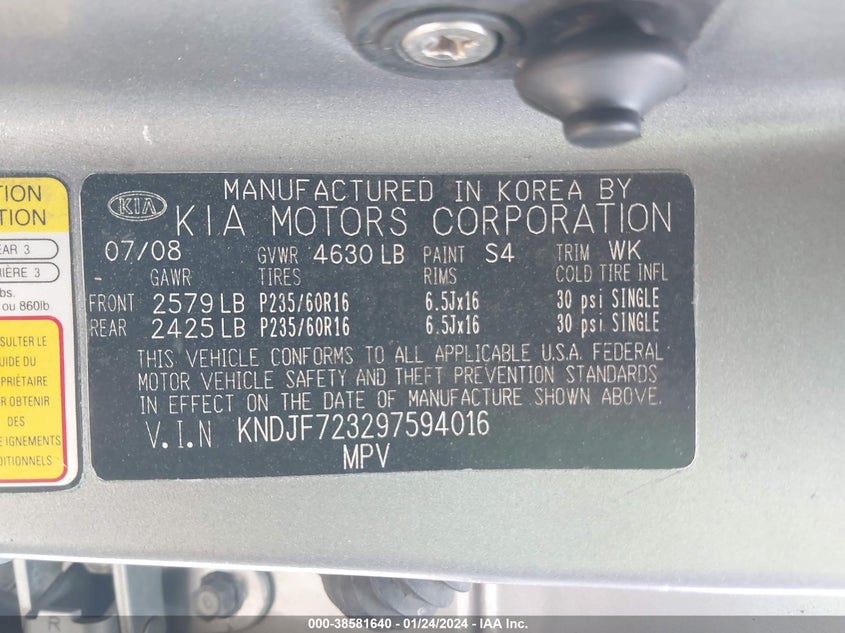 TION
TION
EAR 3
RIÈRE 3
lbs.
ou 860lb
SULTER LE
UIDE DU
PRIÉTAIRE
R OBTENIR
DES
EIGNEMENTS
DITIONNELS
KIA
MANUFACTURED IN KOREA BY
KIA MOTORS CORPORATION
07/08 GVWR 4630 LB PAINT S4 TRIM WK
- GAWR TIRES RIMS COLD TIRE INFL
FRONT 2579 LB P235/60R16 6.5Jx16 30 psi SINGLE
REAR 2425 LB P235/60R16 6.5Jx16 30 psi SINGLE
THIS VEHICLE CONFORMS TO ALL APPLICABLE U.S.A. FEDERAL
MOTOR VEHICLE SAFETY AND THEFT PREVENTION STANDARDS
IN EFFECT ON THE DATE OF MANUFACTURE SHOWN ABOVE.
V.I.N KNDJF723297594016
MPV
R
000-38581640 - 01/24/2024 - IAA Inc.